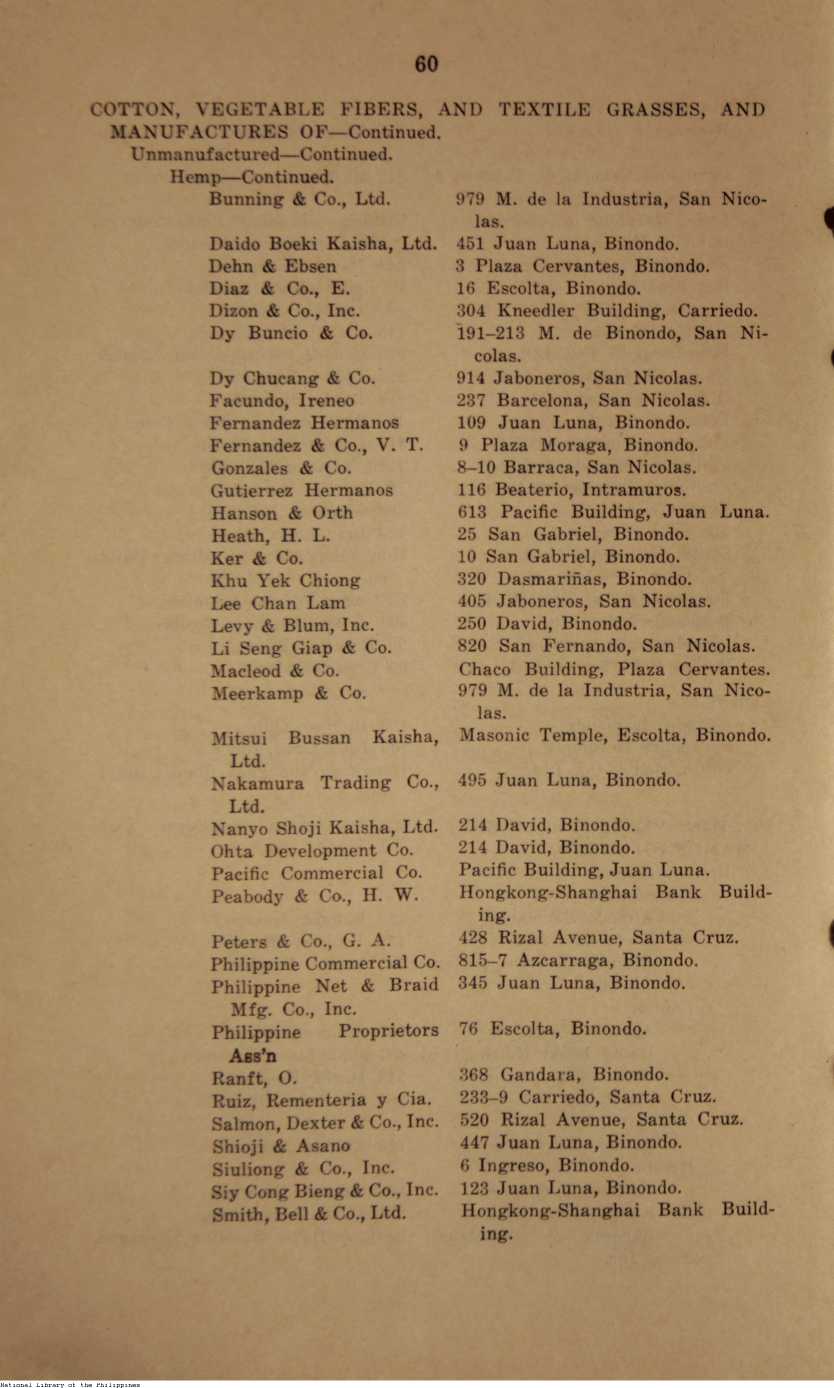 60
COTTON, VEGETABLE FIBERS, AND TEXTILE GRASSES, AND
MANUFACTURES OF—Continued.
Unmanufactured—Continued.
Hemp—Continued.
Bunning & Co., Ltd. 979 M. de la Industria, San Nico-
las.
Daido Boeki Kaisha, Ltd. 451 Juan Luna, Binondo.
Dehn & Ebsen 3 Plaza Cervantes, Binondo.
Diaz & Co., E. 16 Escolta, Binondo.
Dizon & Co., Inc. 304 Kneedler Building, Carriedo.
Dy Buncio & Co. 191–213 M. de Binondo, San Ni-
colas.
Dy Chucang & Co. 914 Jaboneros, San Nicolas.
Facundo, Ireneo 237 Barcelona, San Nicolas.
Fernandez Hermanos 109 Juan Luna, Binondo.
Fernandez & Co., V. T. 9 Plaza Moraga, Binondo.
Gonzales & Co. 8–10 Barraca, San Nicolas.
Gutierrez Hermanos 116 Beaterio, Intramuros.
Hanson & Orth 613 Pacific Building, Juan Luna.
Heath, H. L. 25 San Gabriel, Binondo.
Ker & Co. 10 San Gabriel, Binondo.
Khu Yek Chiong 320 Dasmariñas, Binondo.
Lee Chan Lam 405 Jaboneros, San Nicolas.
Levy & Blum, Inc. 250 David, Binondo.
Li Seng Giap & Co. 820 San Fernando, San Nicolas.
Macleod & Co. Chaco Building, Plaza Cervantes.
Meerkamp & Co. 979 M. de la Industria, San Nico-
las.
Mitsui Bussan Kaisha, Masonic Temple, Escolta, Binondo.
Ltd.
Nakamura Trading Co., 495 Juan Luna, Binondo.
Ltd.
Nanyo Shoji Kaisha, Ltd. 214 David, Binondo.
Ohta Development Co. 214 David, Binondo.
Pacific Commercial Co. Pacific Building, Juan Luna.
Peabody & Co., H. W. Hongkong-Shanghai Bank Build-
ing.
Peters & Co., G. A. 428 Rizal Avenue, Santa Cruz.
Philippine Commercial Co. 815–7 Azcarraga, Binondo.
Philippine Net & Braid 345 Juan Luna, Binondo.
Mfg. Co., Inc.
Philippine Proprietors 76 Escolta, Binondo.
Ass'n
Ranft, O. 368 Gandara, Binondo.
Ruiz, Rementeria y Cia. 233–9 Carriedo, Santa Cruz.
Salmon, Dexter & Co., Inc. 520 Rizal Avenue, Santa Cruz.
Shioji & Asano 447 Juan Luna, Binondo.
Siuliong & Co., Inc. 6 Ingreso, Binondo.
Siy Cong Bieng & Co., Inc. 123 Juan Luna, Binondo.
Smith, Bell & Co., Ltd. Hongkong-Shanghai Bank Build-
ing.
National Library of the Philippines